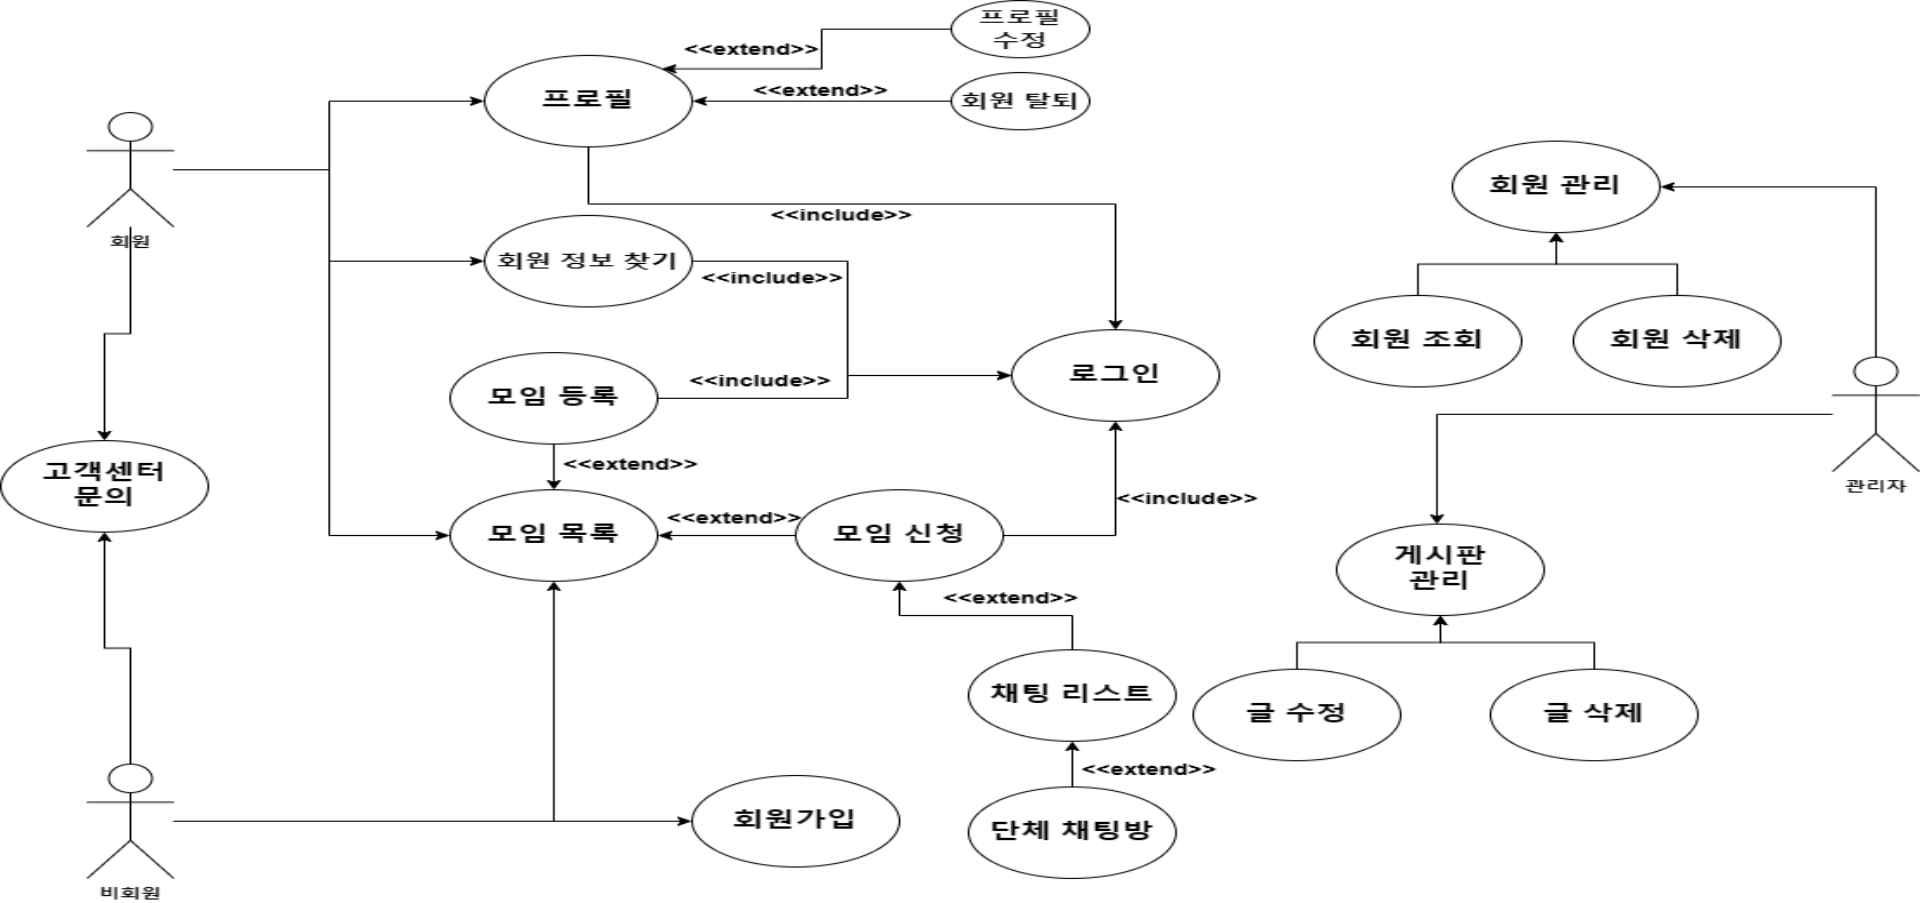 프로필
수정
<<extend>>
프로필
<<extend>>
회원 탈퇴
회원
<<include>>
회원 정보 찾기
<<include>>
회원 관리
회원 조회
회원 삭제
모임 등록
<<include>>
로그인
<<extend>>
고객센터
문의
관리자
모임 목록
<<extend>>
모임 신청
<<include>>
게시판
관리
<<extend>>
채팅 리스트
글 수정
글 삭제
<<extend>>
회원가입
단체 채팅방
비회원